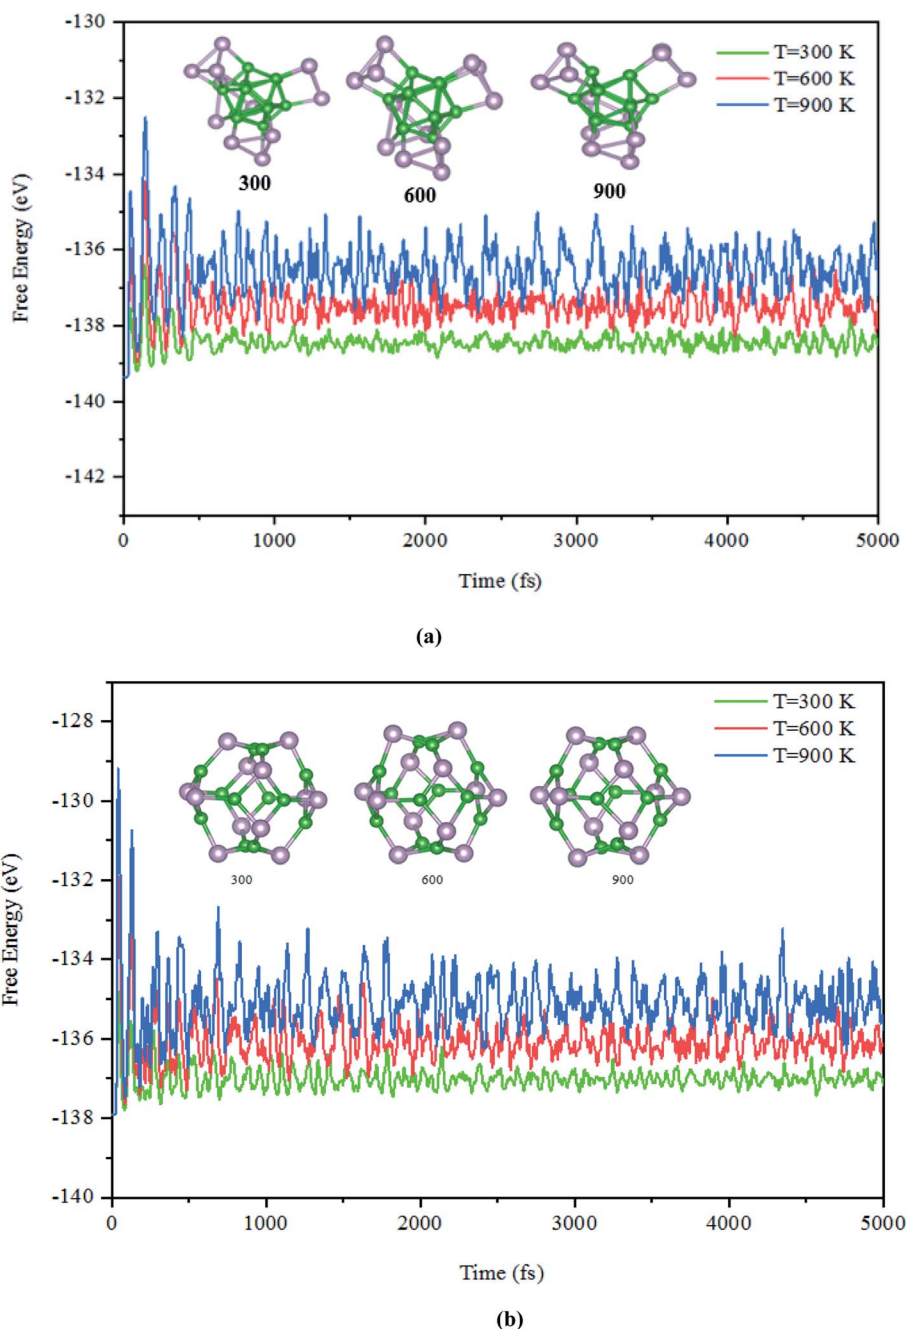 -130
T=300 K
-132
T=600 K
T=900 K
-134
300
600
900
-136
Free Energy (eV)
-138
-140
-142
0 1000 2000 3000 4000 5000
Time (fs)
(a)
T=300 K
-128
T=600 K
T=900 K
-130
-132
300 600 900
-134
Free Energy (eV)
-136
-138
-140
0 1000 2000 3000 4000 5000
Time (fs)
(b)